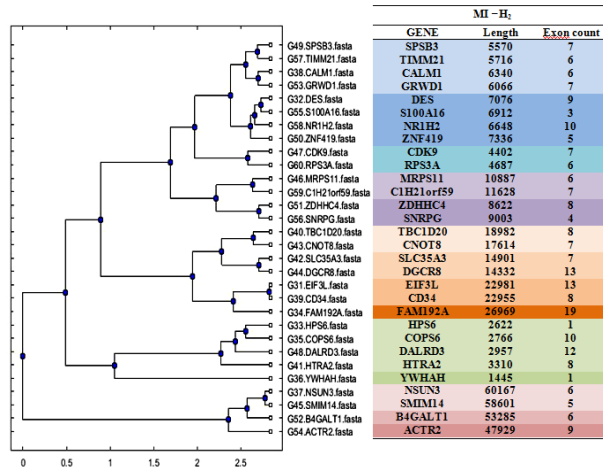 MI – H2
GENE Length Exon count
G49.SPSB3.fasta SPSB3 5570 7
G57.TIMM21.fasta TIMM21 5716 6
G38.CALM1.fasta CALM1 6340 6
G53.GRWD1.fasta GRWD1 6066 7
G32.DES.fasta DES 7076 9
G55.S100A16.fasta S100A16 6912 3
G58.NR1H2.fasta NR1H2 6648 10
G50.ZNF419.fasta ZNF419 7336 5
G47.CDK9.fasta CDK9 4402 7
G60.RPS3A.fasta RPS3A 4687 6
G46.MRPS11.fasta MRPS11 10887 6
G59.C1H21orf59.fasta C1H21orf59 11628 7
G51.ZDHHC4.fasta ZDHHC4 8622 8
G56.SNRPG.fasta SNRPG 9003 4
G40.TBC1D20.fasta TBC1D20 18982 8
G43.CNOT8.fasta CNOT8 17614 7
G42.SLC35A3.fasta SLC35A3 14901 7
G44.DGCR8.fasta DGCR8 14332 13
G31.EIF3L.fasta EIF3L 22981 13
G39.CD34.fasta CD34 22955 8
G34.FAM192A.fasta FAM192A 26969 19
G33.HPS6.fasta HPS6 2622 1
G35.COPS6.fasta COPS6 2766 10
G48.DALRD3.fasta DALRD3 2957 12
G41.HTRA2.fasta HTRA2 3310 8
G36.YWHAH.fasta YWHAH 1445 1
G37.NSUN3.fasta NSUN3 60167 6
G45.SMIM14.fasta SMIM14 58601 5
G52.B4GALT1.fasta B4GALT1 53285 6
G54.ACTR2.fasta ACTR2 47929 9
0 0.5 1 1.5 2 2.5